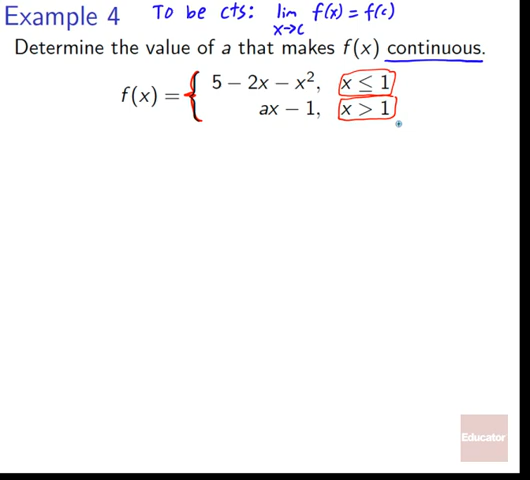 Example 4 To be cts: lim f(x) = f(c)
x→c
Determine the value of a that makes f(x) continuous.
f(x) = { 5 − 2x − x², x ≤ 1
ax − 1, x > 1
Educator